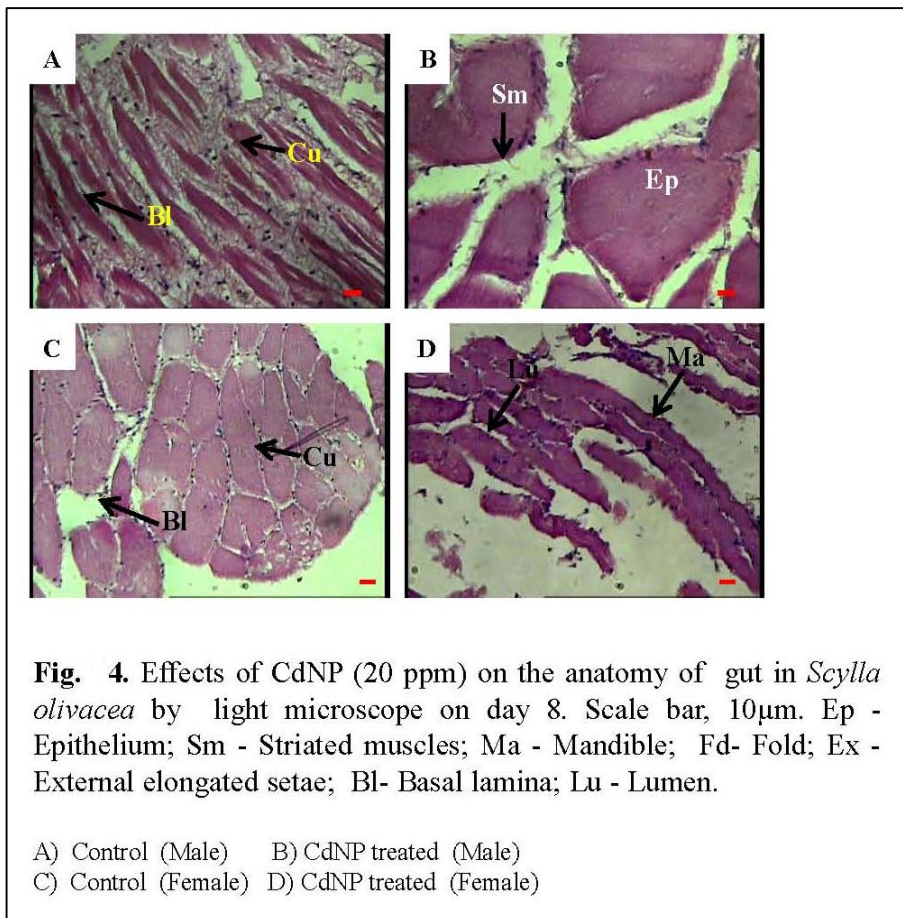 A
Cu
Bl
B
Sm
Ep
C
Cu
Bl
D
Lu
Ma
Fig. 4. Effects of CdNP (20 ppm) on the anatomy of gut in Scylla
olivacea by light microscope on day 8. Scale bar, 10µm. Ep -
Epithelium; Sm - Striated muscles; Ma - Mandible; Fd- Fold; Ex -
External elongated setae; Bl- Basal lamina; Lu - Lumen.
A) Control (Male) B) CdNP treated (Male)
C) Control (Female) D) CdNP treated (Female)